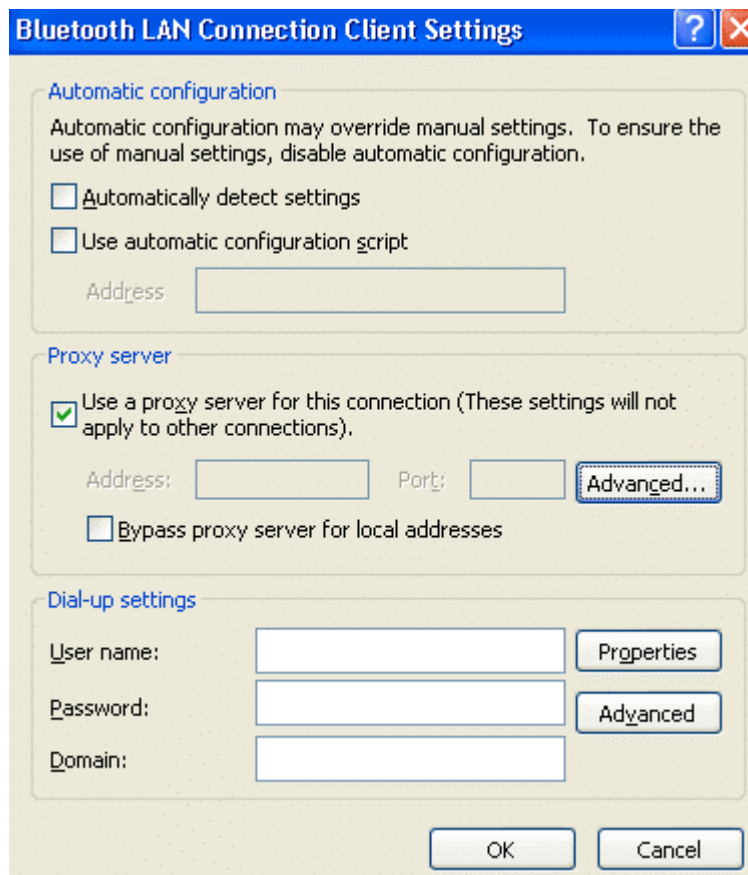 Bluetooth LAN Connection Client Settings
Automatic configuration
Automatic configuration may override manual settings. To ensure the
use of manual settings, disable automatic configuration.
Automatically detect settings
Use automatic configuration script
Address
Proxy server
Use a proxy server for this connection (These settings will not
apply to other connections).
Address: Port: Advanced...
Bypass proxy server for local addresses
Dial-up settings
User name: Properties
Password: Advanced
Domain:
OK Cancel